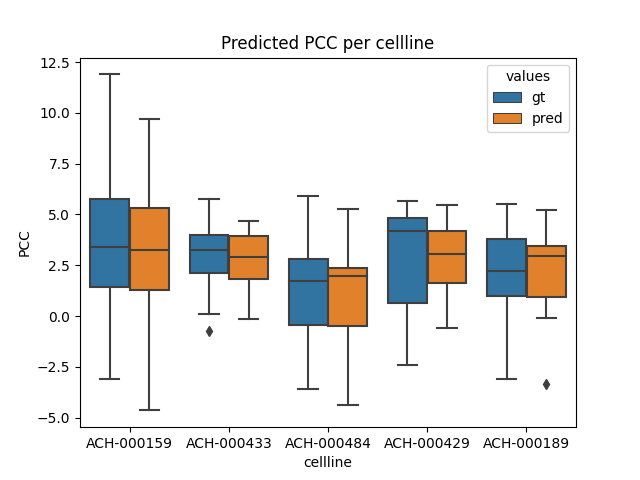 Predicted PCC per cellline
values
gt
pred
12.5
10.0
7.5
5.0
2.5
0.0
−2.5
−5.0
PCC
ACH-000159 ACH-000433 ACH-000484 ACH-000429 ACH-000189
cellline